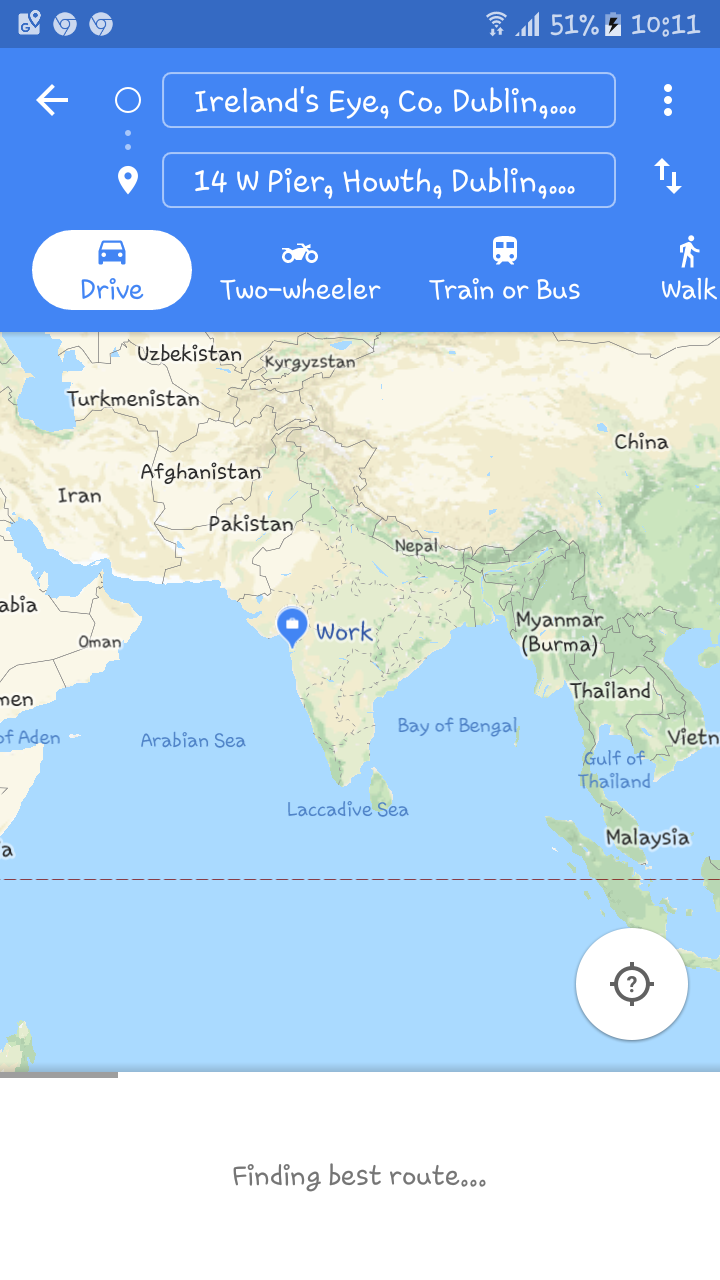 51% 10:11
Ireland's Eye, Co. Dublin,...
14 W Pier, Howth, Dublin,...
Drive
Two-wheeler
Train or Bus
Walk
Uzbekistan
Kyrgyzstan
Turkmenistan
China
Afghanistan
Iran
Pakistan
Nepal
abia
Work
Myanmar
(Burma)
Oman
Thailand
men
of Aden
Arabian Sea
Bay of Bengal
Vietn
Gulf of
Thailand
Laccadive Sea
Malaysia
a
?
Finding best route...